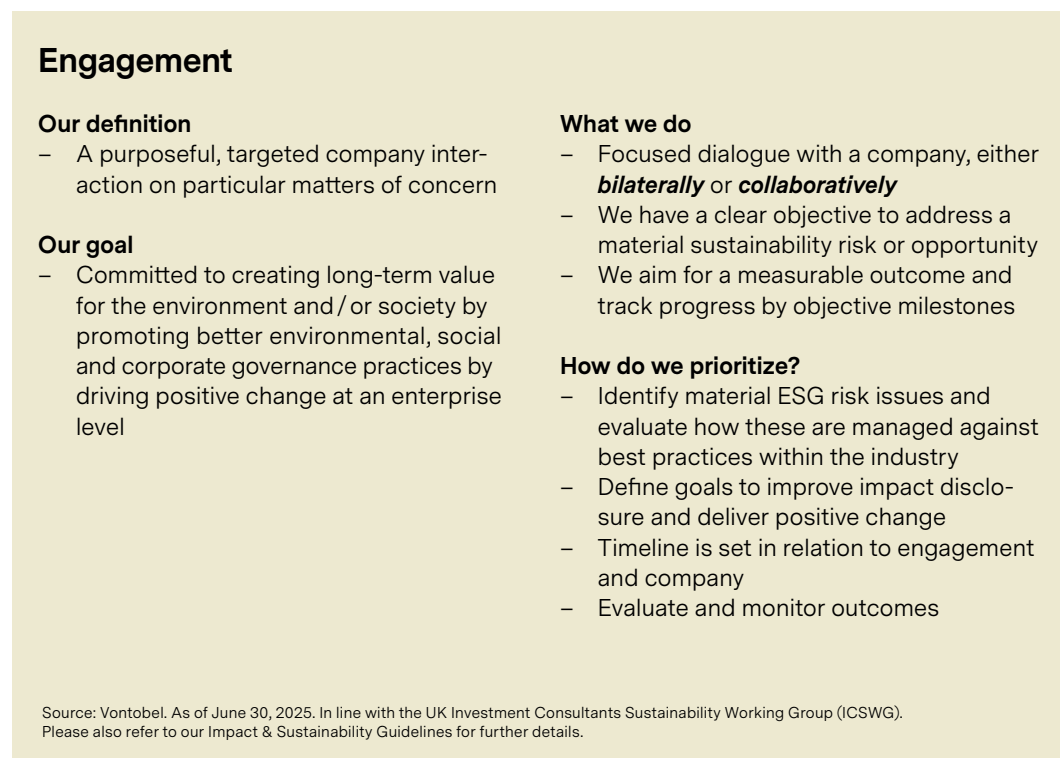 Engagement
Our definition
– A purposeful, targeted company inter-
action on particular matters of concern
Our goal
– Committed to creating long-term value
for the environment and / or society by
promoting better environmental, social
and corporate governance practices by
driving positive change at an enterprise
level
What we do
– Focused dialogue with a company, either
bilaterally or collaboratively
– We have a clear objective to address a
material sustainability risk or opportunity
– We aim for a measurable outcome and
track progress by objective milestones
How do we prioritize?
– Identify material ESG risk issues and
evaluate how these are managed against
best practices within the industry
– Define goals to improve impact disclo-
sure and deliver positive change
– Timeline is set in relation to engagement
and company
– Evaluate and monitor outcomes
Source: Vontobel. As of June 30, 2025. In line with the UK Investment Consultants Sustainability Working Group (ICSWG).
Please also refer to our Impact & Sustainability Guidelines for further details.